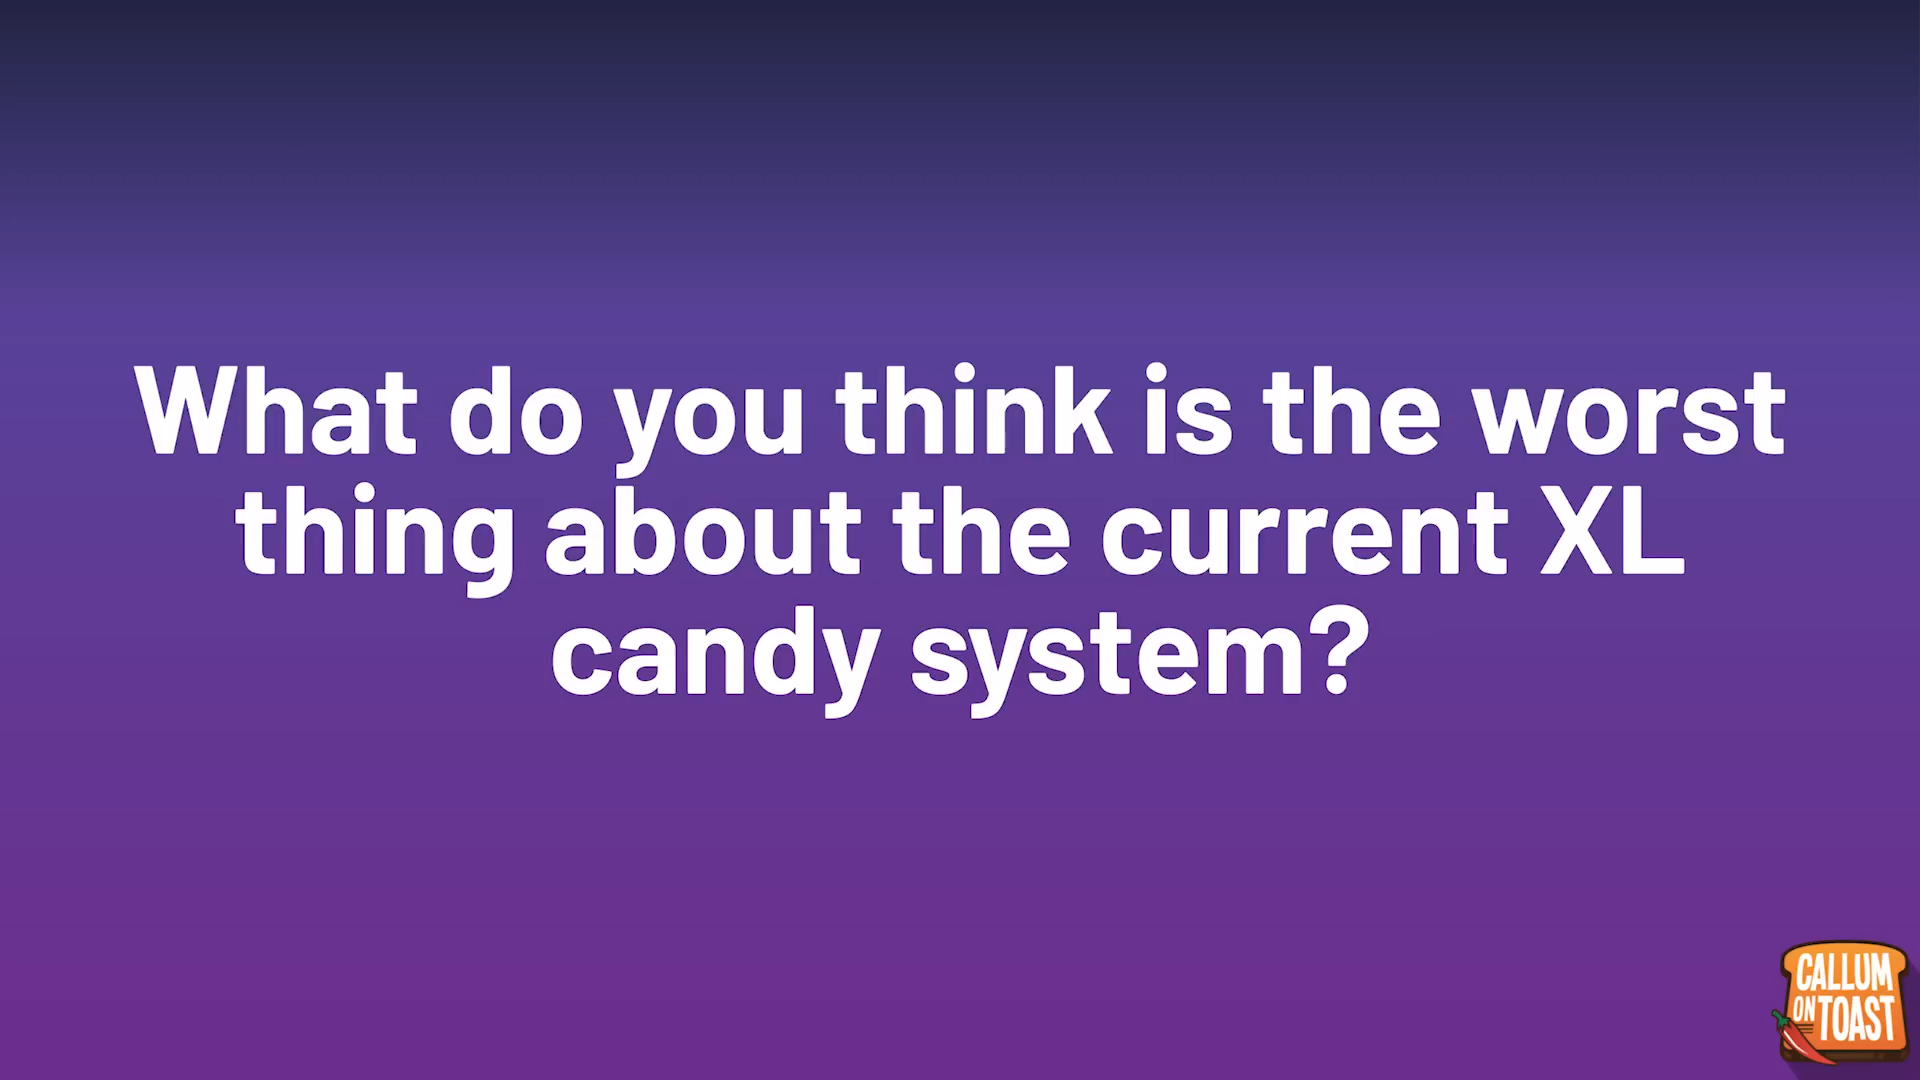 What do you think is the worst
thing about the current XL
candy system?
CALLUM
ON TOAST